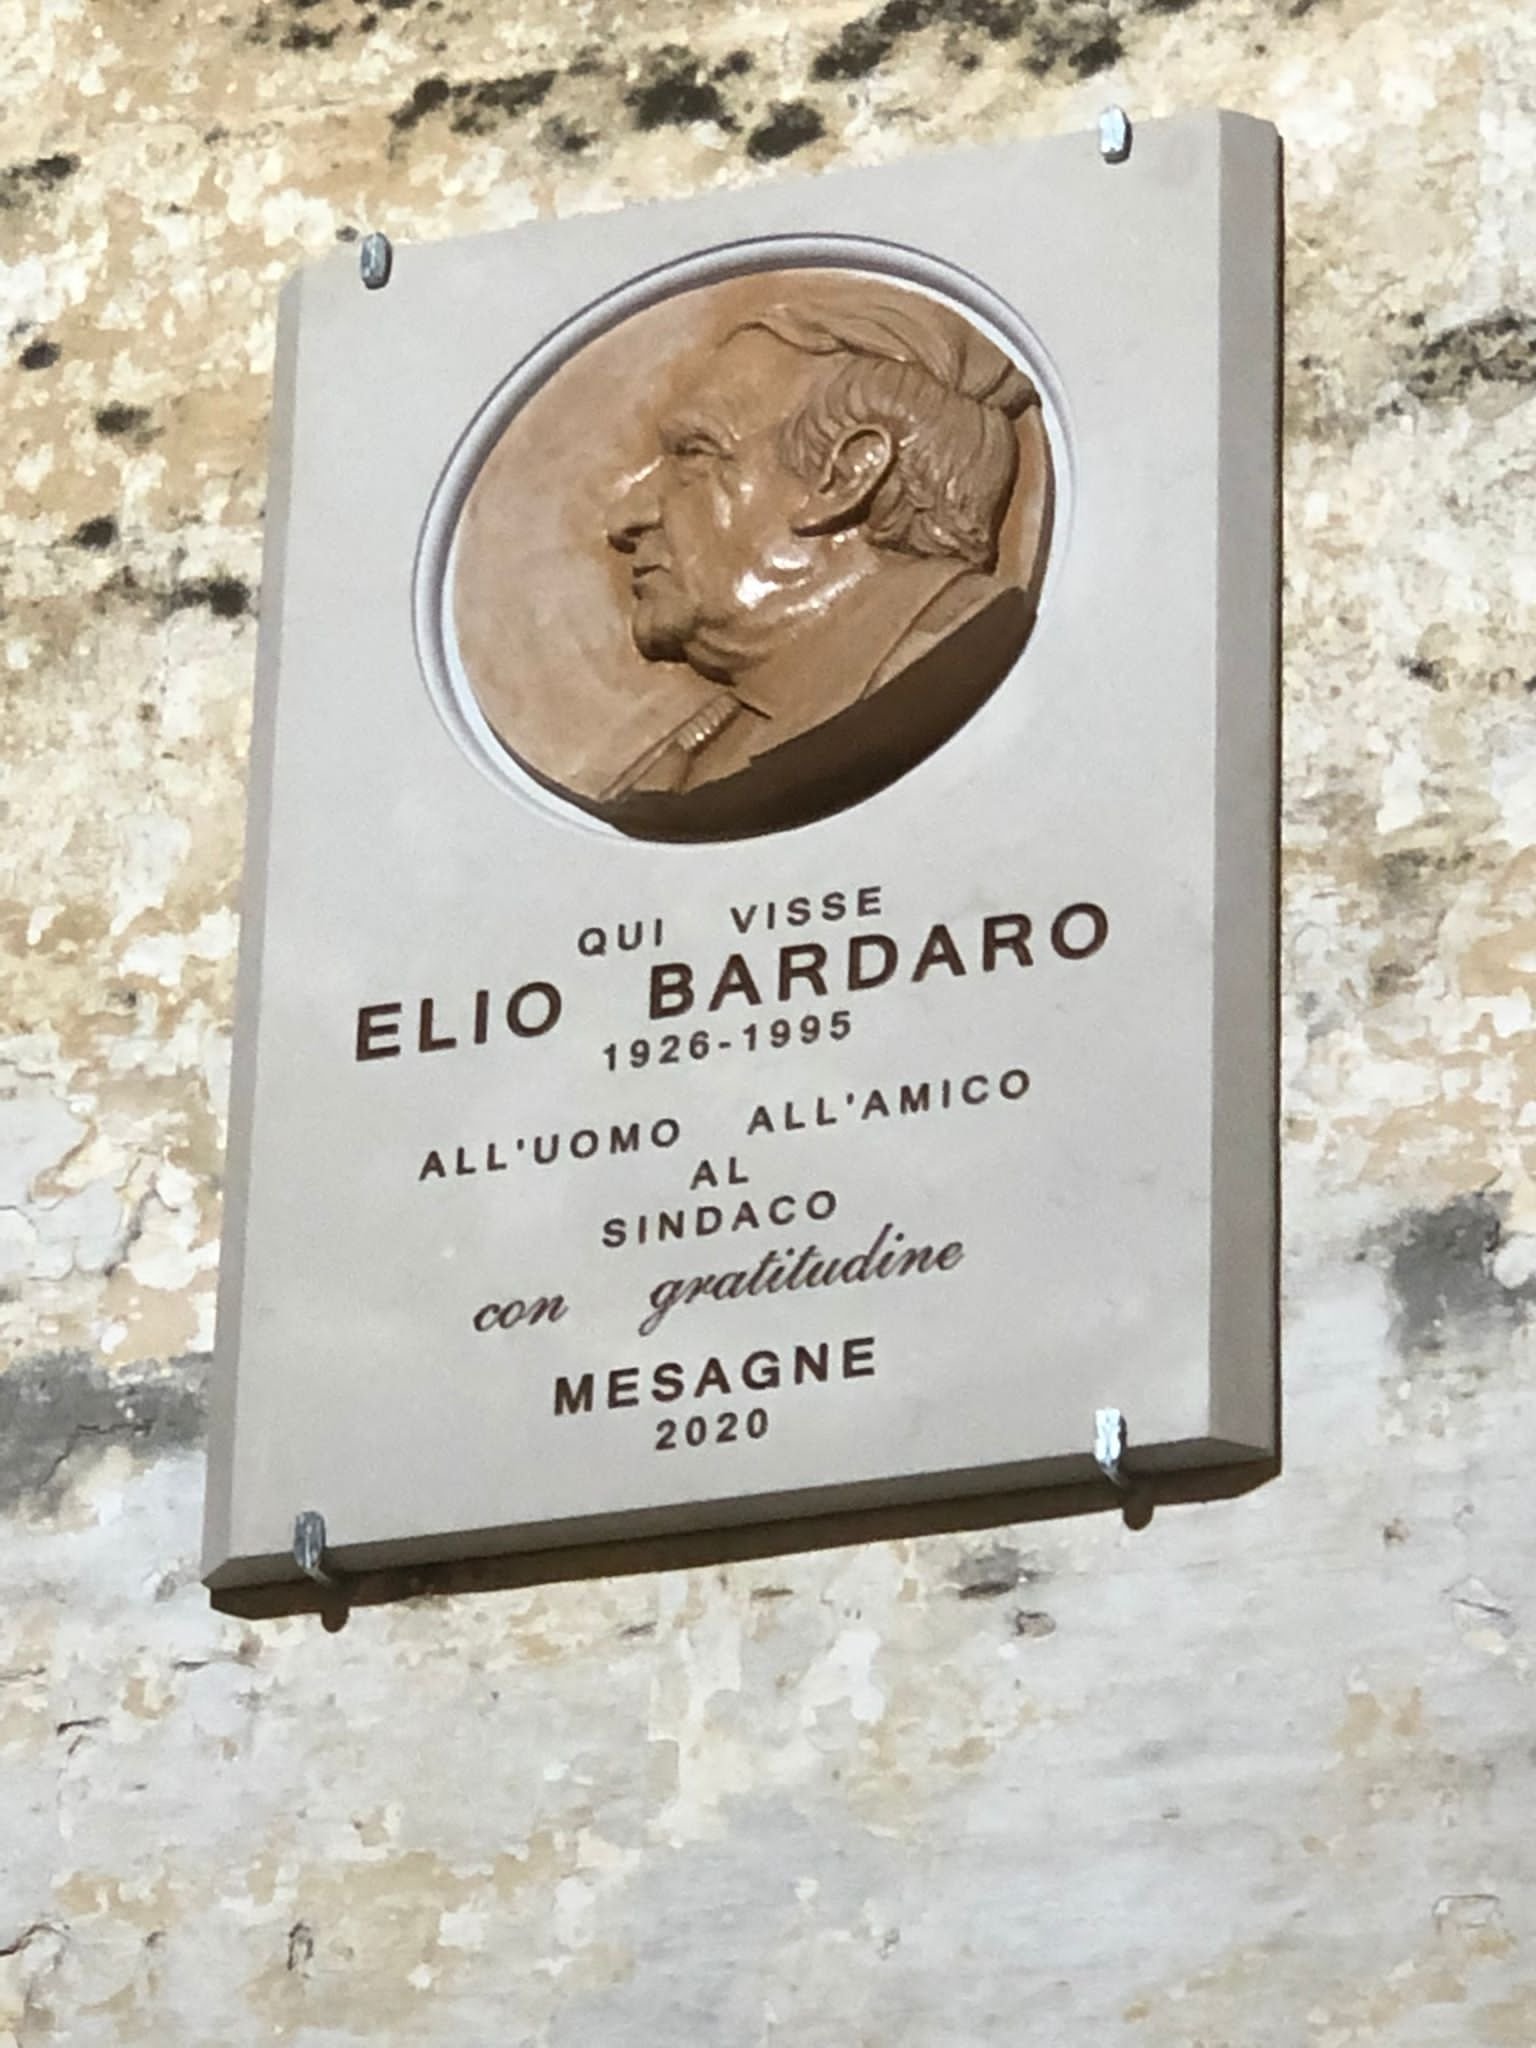 QUI VISSE
ELIO BARDARO
1926-1995
ALL'UOMO ALL'AMICO
AL
SINDACO
con gratitudine
MESAGNE
2020